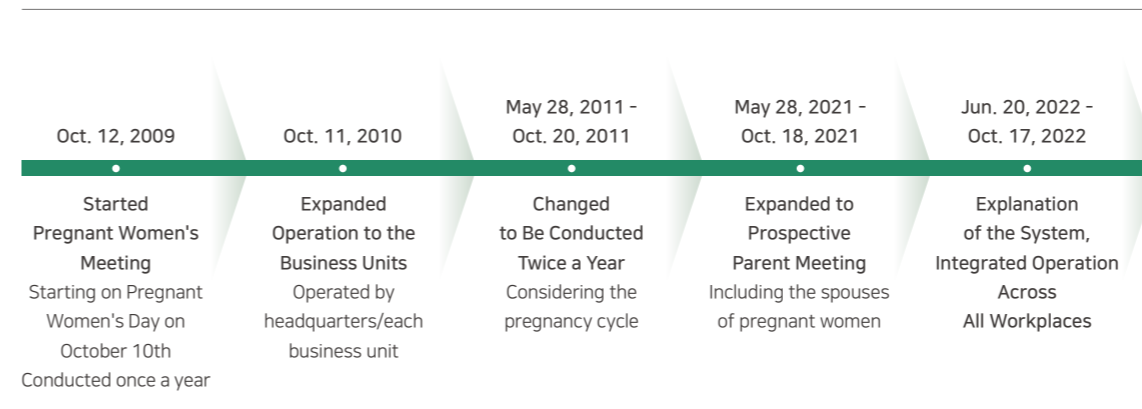 Oct. 12, 2009
Started
Pregnant Women's
Meeting
Starting on Pregnant
Women's Day on
October 10th
Conducted once a year
Oct. 11, 2010
Expanded
Operation to the
Business Units
Operated by
headquarters/each
business unit
May 28, 2011 -
Oct. 20, 2011
Changed
to Be Conducted
Twice a Year
Considering the
pregnancy cycle
May 28, 2021 -
Oct. 18, 2021
Expanded to
Prospective
Parent Meeting
Including the spouses
of pregnant women
Jun. 20, 2022 -
Oct. 17, 2022
Explanation
of the System,
Integrated Operation
Across
All Workplaces